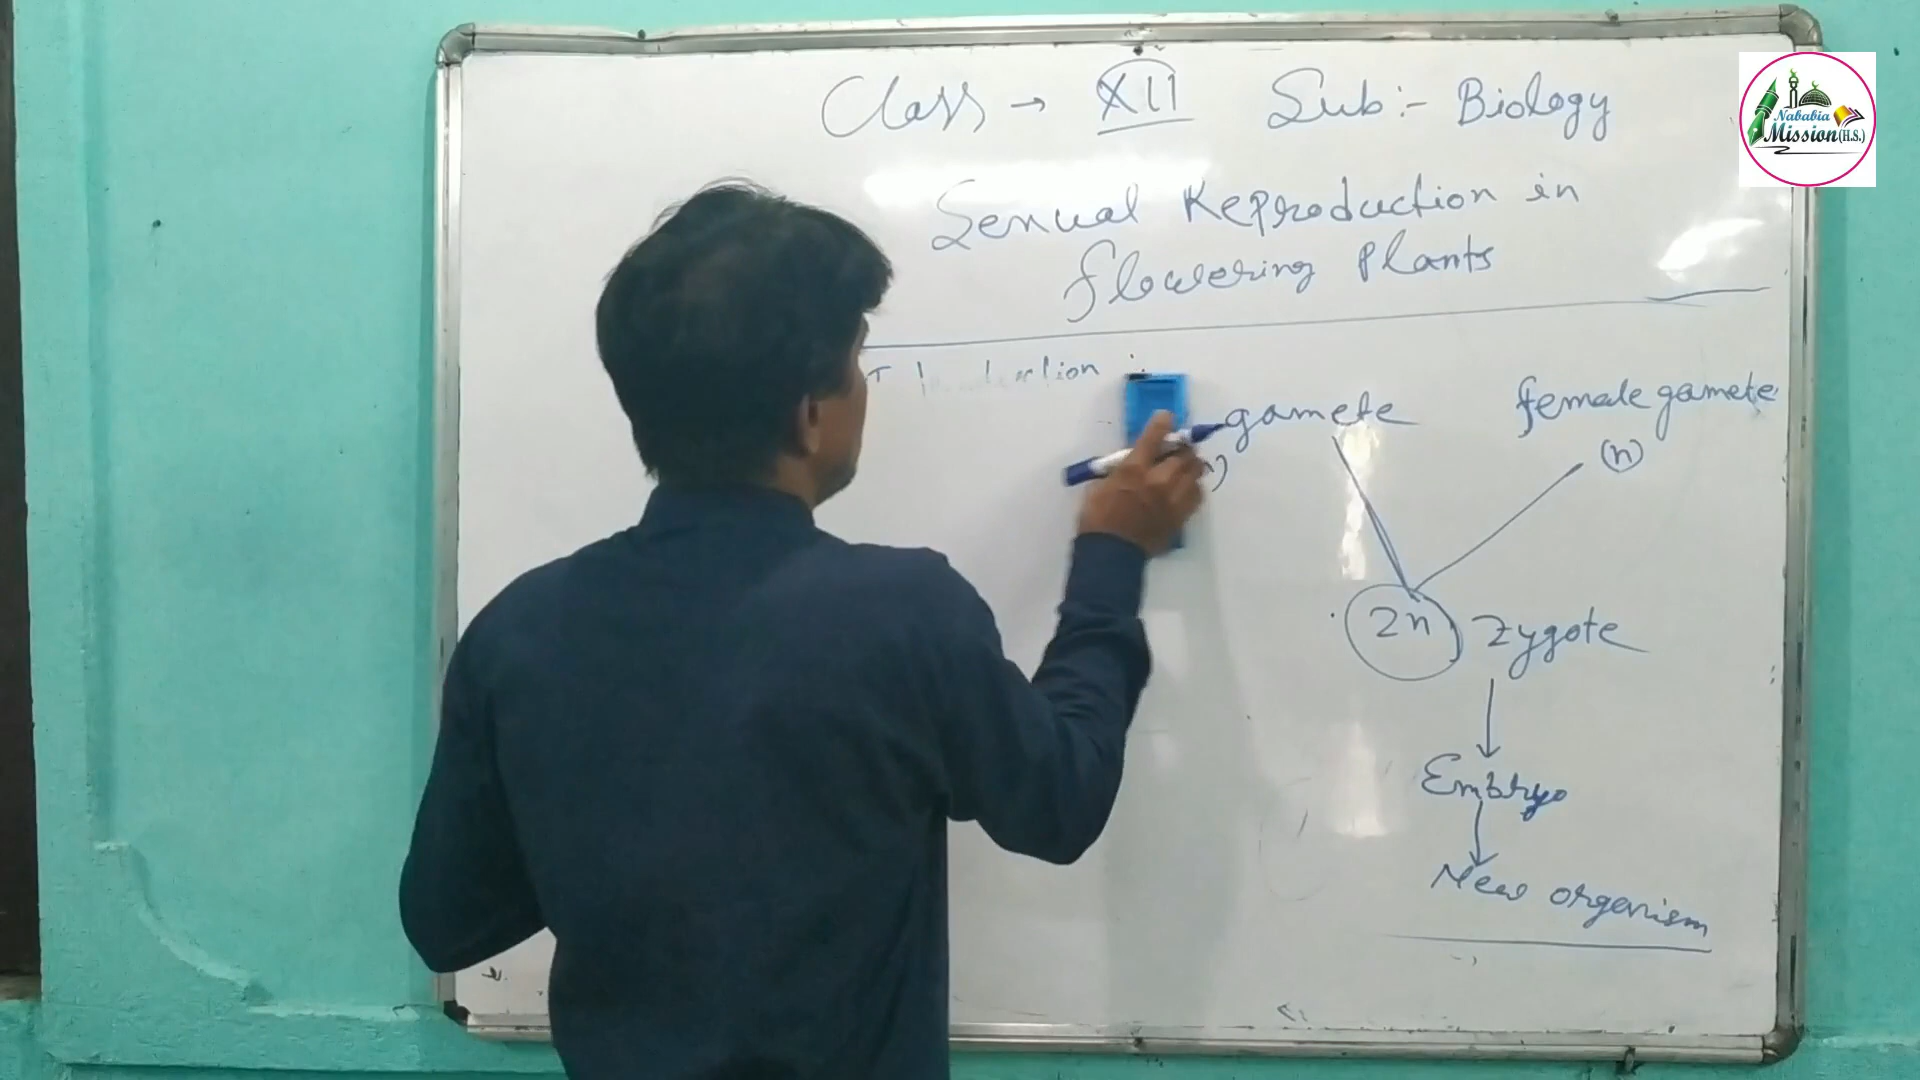 Class → XII Sub:- Biology
Sexual Reproduction in
flowering Plants
gamete
female gamete
(n)
2n Zygote
Embryo
New organism
Nababia
Mission (H.S.)